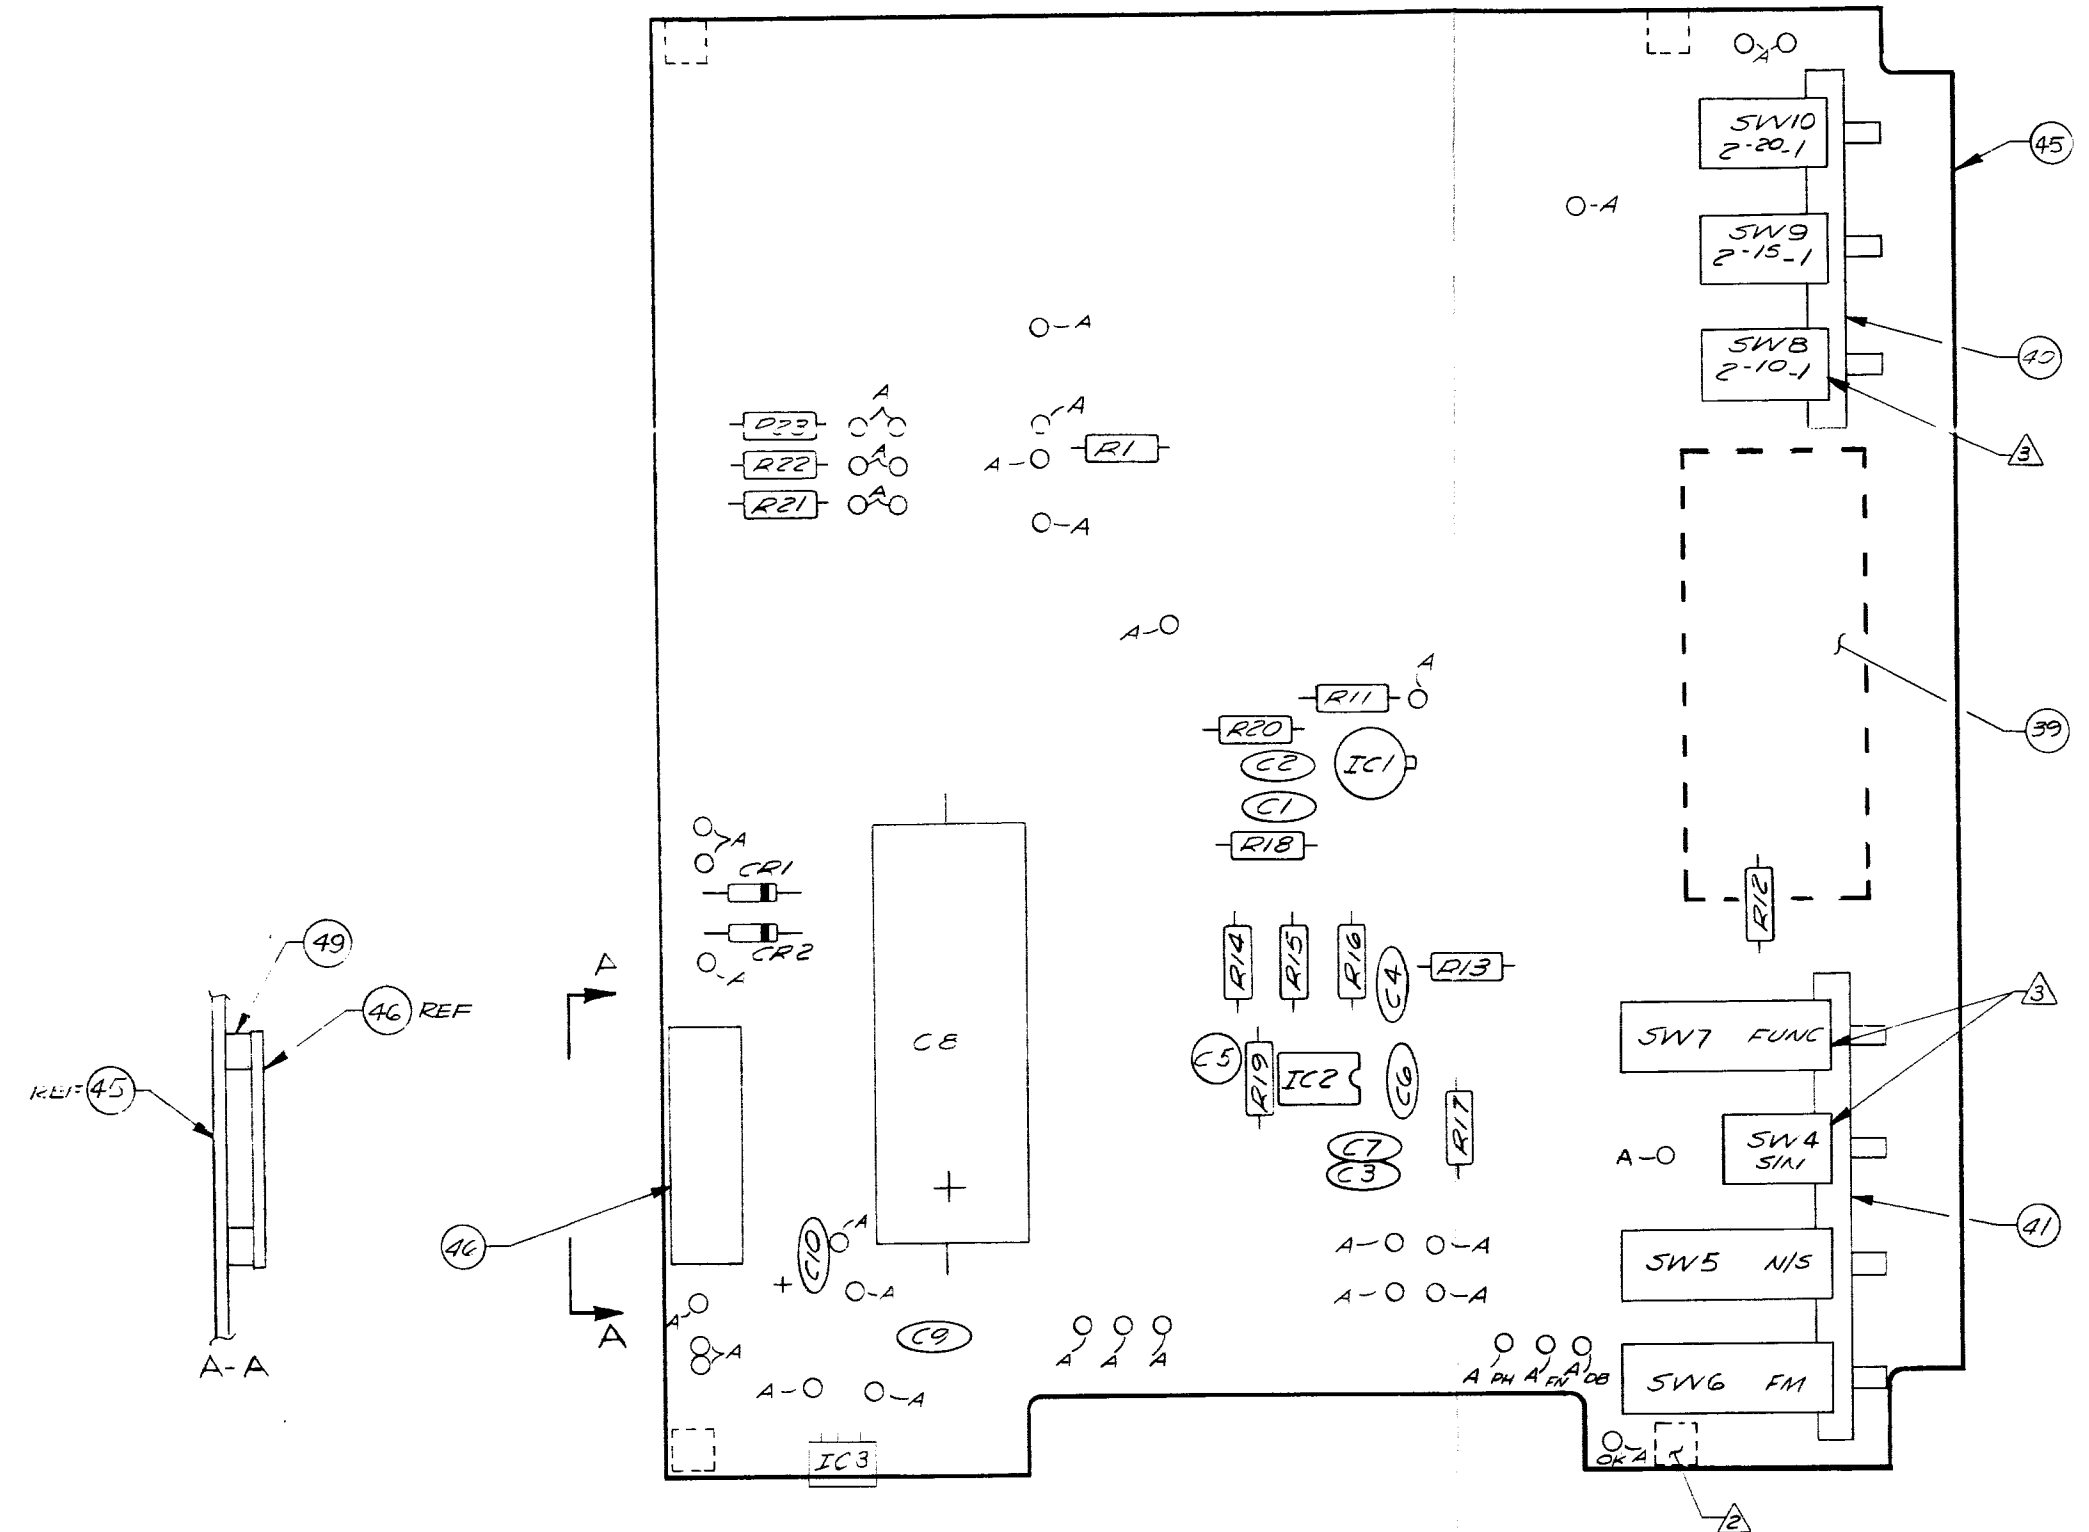 A
SW10
2-20-1
45
O-A
SW9
2-15-1
A
SW8
2-10-1
40
A
A
R23
R22
A
A
R1
3
R21
A
A
A
A
R11
R20
C2
IC1
39
C1
A
R18
CR1
R12
CR2
A
49
A
R14
R15
R16
C4
R13
3
46 REF
C8
SW7 FUNC
C5
R19
IC2
C6
R17
REF 45
C7
C3
A
SW4
SIN
46
+
41
A
C10
A
A
SW5 N/S
+
A
A
A
A
A
C9
A
A
A
A
A PH
A FN
A DB
A-A
A
A
SW6 FM
IC3
OK A
2